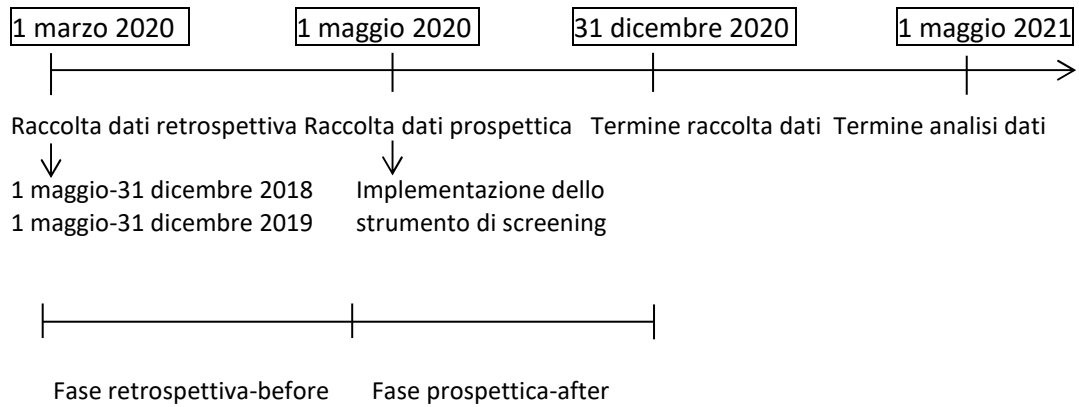 1 marzo 2020 1 maggio 2020 31 dicembre 2020 1 maggio 2021
Raccolta dati retrospettiva Raccolta dati prospettica Termine raccolta dati Termine analisi dati
1 maggio-31 dicembre 2018 Implementazione dello
1 maggio-31 dicembre 2019 strumento di screening
Fase retrospettiva-before Fase prospettica-after